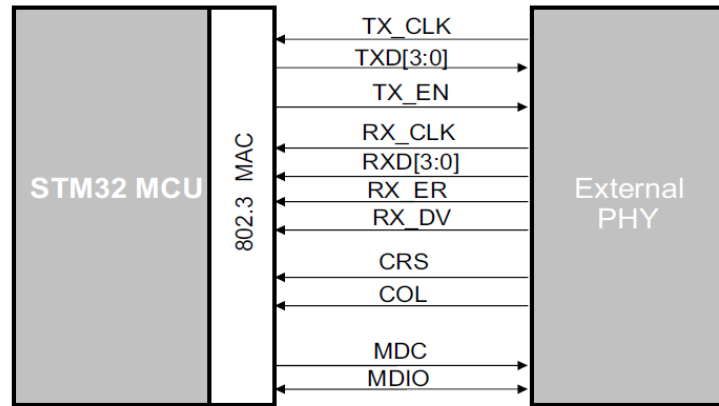 TX_CLK
TXD[3:0]
TX_EN
RX_CLK
RXD[3:0]
RX_ER
RX_DV
CRS
COL
MDC
MDIO
STM32 MCU
802.3 MAC
External
PHY